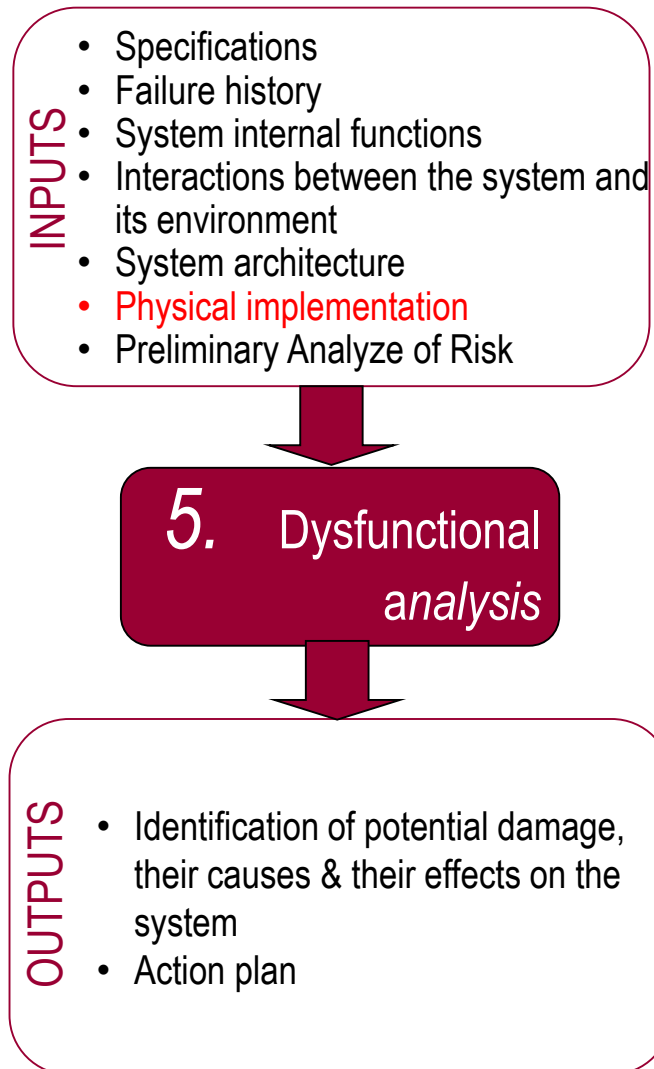 INPUTS
• Specifications
• Failure history
• System internal functions
• Interactions between the system and
its environment
• System architecture
• Physical implementation
• Preliminary Analyze of Risk
5. Dysfunctional
analysis
OUTPUTS
• Identification of potential damage,
their causes & their effects on the
system
• Action plan